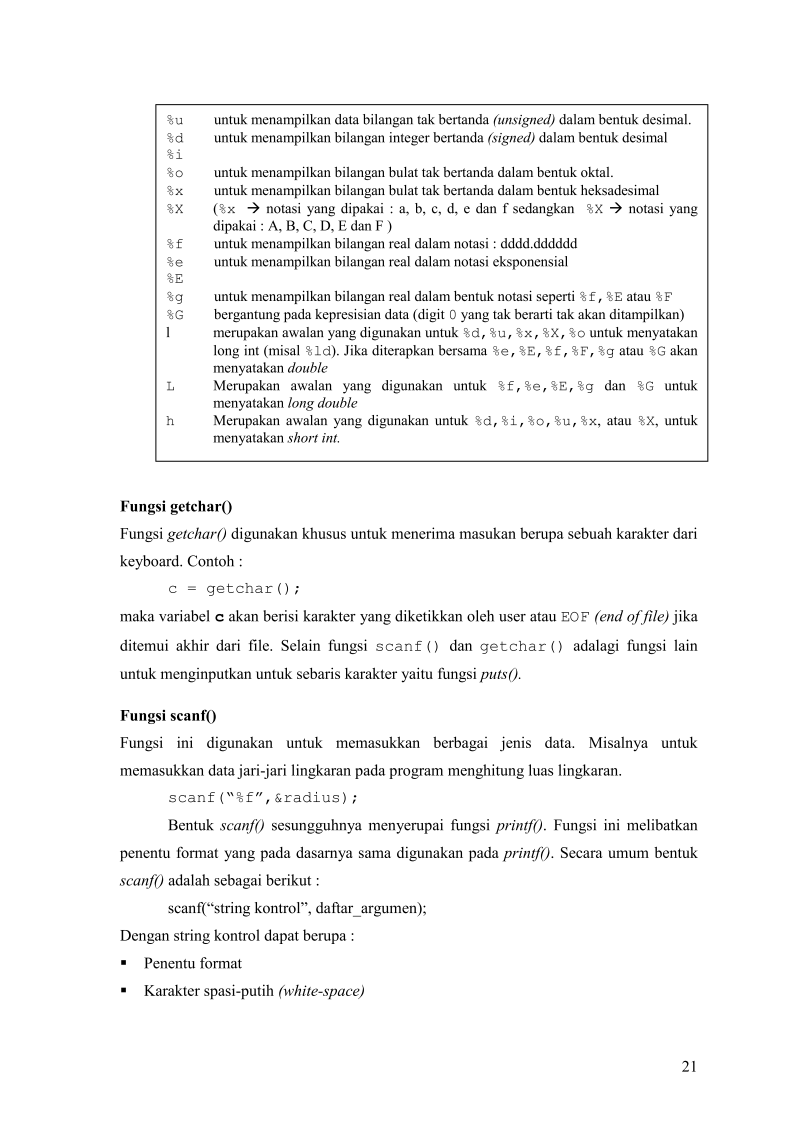 %u untuk menampilkan data bilangan tak bertanda (unsigned) dalam bentuk desimal.
%d untuk menampilkan bilangan integer bertanda (signed) dalam bentuk desimal
%i
%o untuk menampilkan bilangan bulat tak bertanda dalam bentuk oktal.
%x untuk menampilkan bilangan bulat tak bertanda dalam bentuk heksadesimal
%X (%x → notasi yang dipakai : a, b, c, d, e dan f sedangkan %X → notasi yang
dipakai : A, B, C, D, E dan F )
%f untuk menampilkan bilangan real dalam notasi : dddd.dddddd
%e untuk menampilkan bilangan real dalam notasi eksponensial
%E
%g untuk menampilkan bilangan real dalam bentuk notasi seperti %f,%E atau %F
%G bergantung pada kepresisian data (digit 0 yang tak berarti tak akan ditampilkan)
l merupakan awalan yang digunakan untuk %d,%u,%x,%X,%o untuk menyatakan
long int (misal %ld). Jika diterapkan bersama %e,%E,%f,%F,%g atau %G akan
menyatakan double
L Merupakan awalan yang digunakan untuk %f,%e,%E,%g dan %G untuk
menyatakan long double
h Merupakan awalan yang digunakan untuk %d,%i,%o,%u,%x, atau %X, untuk
menyatakan short int.
Fungsi getchar()
Fungsi getchar() digunakan khusus untuk menerima masukan berupa sebuah karakter dari
keyboard. Contoh :
c = getchar();
maka variabel c akan berisi karakter yang diketikkan oleh user atau EOF (end of file) jika
ditemui akhir dari file. Selain fungsi scanf() dan getchar() adalagi fungsi lain
untuk menginputkan untuk sebaris karakter yaitu fungsi puts().
Fungsi scanf()
Fungsi ini digunakan untuk memasukkan berbagai jenis data. Misalnya untuk
memasukkan data jari-jari lingkaran pada program menghitung luas lingkaran.
scanf(“%f”,&radius);
Bentuk scanf() sesungguhnya menyerupai fungsi printf(). Fungsi ini melibatkan
penentu format yang pada dasarnya sama digunakan pada printf(). Secara umum bentuk
scanf() adalah sebagai berikut :
scanf(“string kontrol”, daftar_argumen);
Dengan string kontrol dapat berupa :
▪ Penentu format
▪ Karakter spasi-putih (white-space)
21